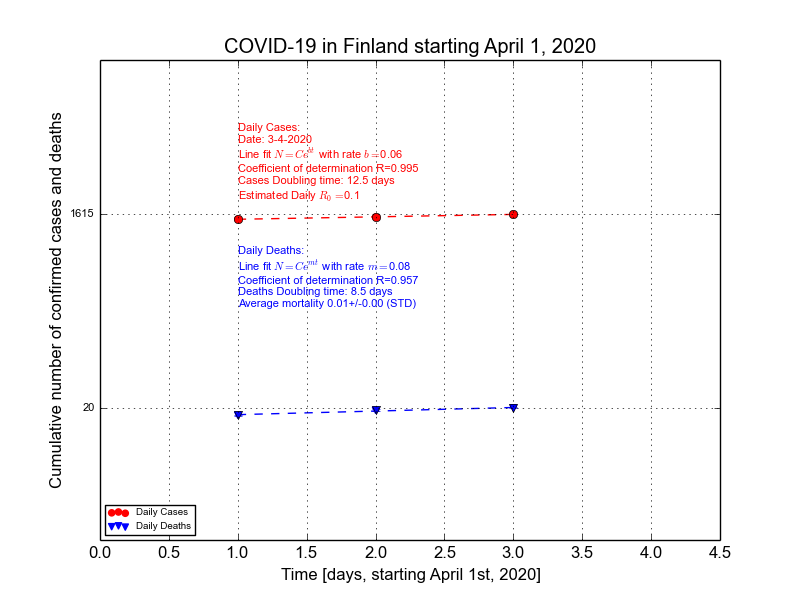 COVID-19 in Finland starting April 1, 2020
Cumulative number of confirmed cases and deaths
Daily Cases:
Date: 3-4-2020
Line fit N=Ce^{bt} with rate b=0.06
Coefficient of determination R=0.995
Cases Doubling time: 12.5 days
Estimated Daily R_0=0.1
1615
Daily Deaths:
Line fit N=Ce^{mt} with rate m=0.08
Coefficient of determination R=0.957
Deaths Doubling time: 8.5 days
Average mortality 0.01+/-0.00 (STD)
20
Daily Cases
Daily Deaths
0.0 0.5 1.0 1.5 2.0 2.5 3.0 3.5 4.0 4.5
Time [days, starting April 1st, 2020]